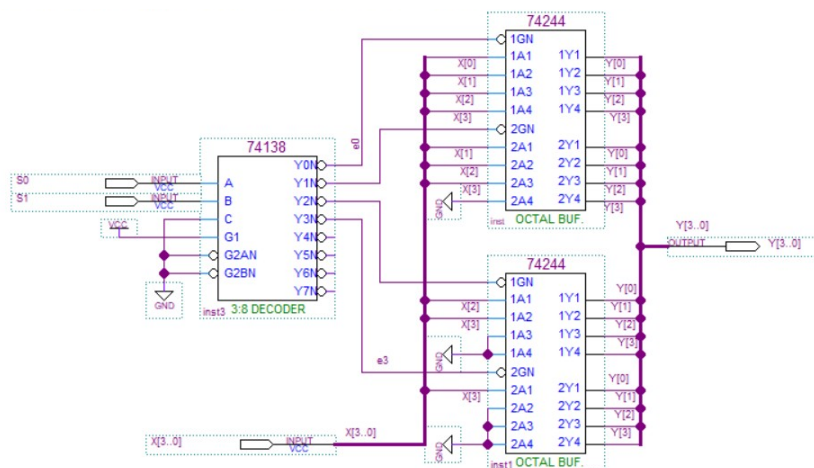 74244
1GN
X[0] 1A1 1Y1 Y[0]
X[1] 1A2 1Y2 Y[1]
X[2] 1A3 1Y3 Y[2]
X[3] 1A4 1Y4 Y[3]
e0
2GN
X[1] 2A1 2Y1 Y[0]
X[2] 2A2 2Y2 Y[1]
X[3] 2A3 2Y3 Y[2]
GND 2A4 2Y4 Y[3]
inst OCTAL BUF.
74138
Y0N
S0 INPUT VCC A Y1N
S1 INPUT VCC B Y2N
C Y3N
VCC G1 Y4N
G2AN Y5N
G2BN Y6N
Y7N
GND
inst3 3:8 DECODER
Y[3..0]
OUTPUT Y[3..0]
74244
1GN
X[2] 1A1 1Y1 Y[0]
X[3] 1A2 1Y2 Y[1]
1A3 1Y3 Y[2]
GND 1A4 1Y4 Y[3]
e3
2GN
X[3] 2A1 2Y1 Y[0]
2A2 2Y2 Y[1]
2A3 2Y3 Y[2]
GND 2A4 2Y4 Y[3]
inst1 OCTAL BUF.
X[3..0] INPUT VCC X[3..0]